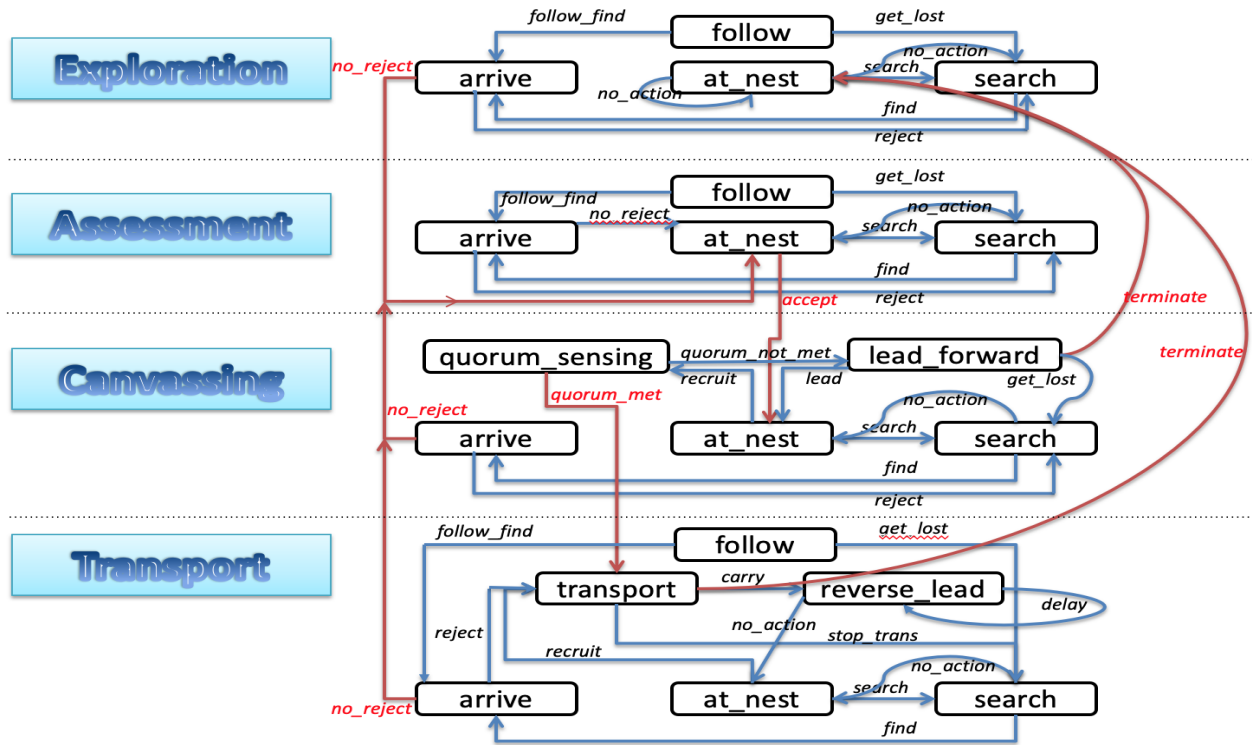 follow_find
follow
get_lost
Exploration
no_reject
arrive
at_nest
search
no_action
search
no_action
find
reject
follow
get_lost
Assessment
follow_find
no_reject
arrive
at_nest
search
no_action
search
find
reject
accept
terminate
Canvassing
quorum_sensing
quorum_not_met
lead_forward
terminate
recruit
lead
get_lost
quorum_met
no_reject
arrive
at_nest
search
no_action
search
find
reject
follow_find
follow
get_lost
Transport
transport
carry
reverse_lead
delay
reject
no_action
stop_trans
recruit
no_reject
arrive
at_nest
search
no_action
search
find